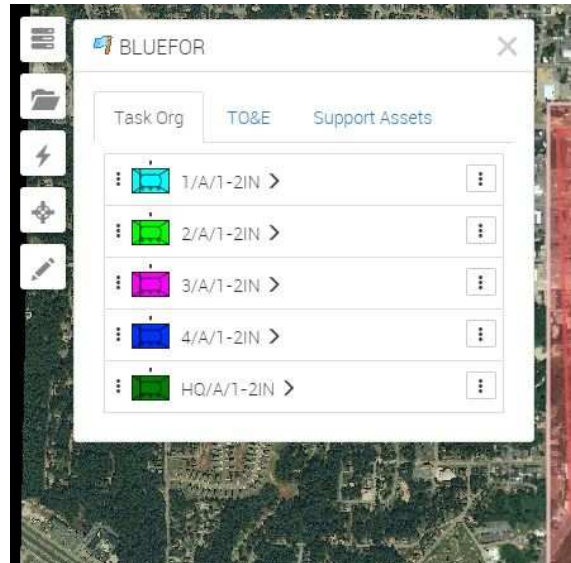 BLUEFOR
Task Org TO&E Support Assets
1/A/1-2IN
2/A/1-2IN
3/A/1-2IN
4/A/1-2IN
HQ/A/1-2IN